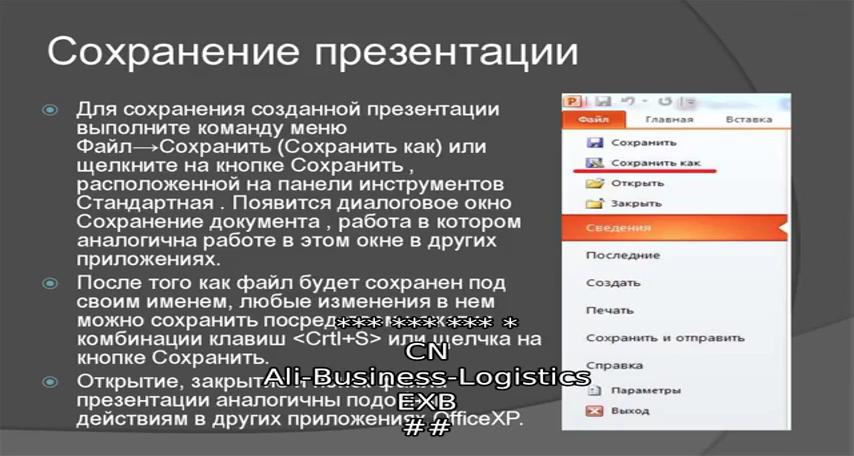 Сохранение презентации
Для сохранения созданной презентации
выполните команду меню
Файл→Сохранить (Сохранить как) или
щелкните на кнопке Сохранить ,
расположенной на панели инструментов
Стандартная . Появится диалоговое окно
Сохранение документа , работа в котором
аналогична работе в этом окне в других
приложениях.
После того как файл будет сохранен под
своим именем, любые изменения в нем
можно сохранить
комбинации клавиш <Crtl+S> или щелчка на
кнопке Сохранить.
Открытие,
презентации аналогичны
действиям в других приложениях OfficeXP.
*** *** *** *
CN
Ali-Business-Logistics
EXB
##
Файл Главная Вставка
Сохранить
Сохранить как
Открыть
Закрыть
Сведения
Последние
Создать
Печать
Сохранить и отправить
Справка
Параметры
Выход